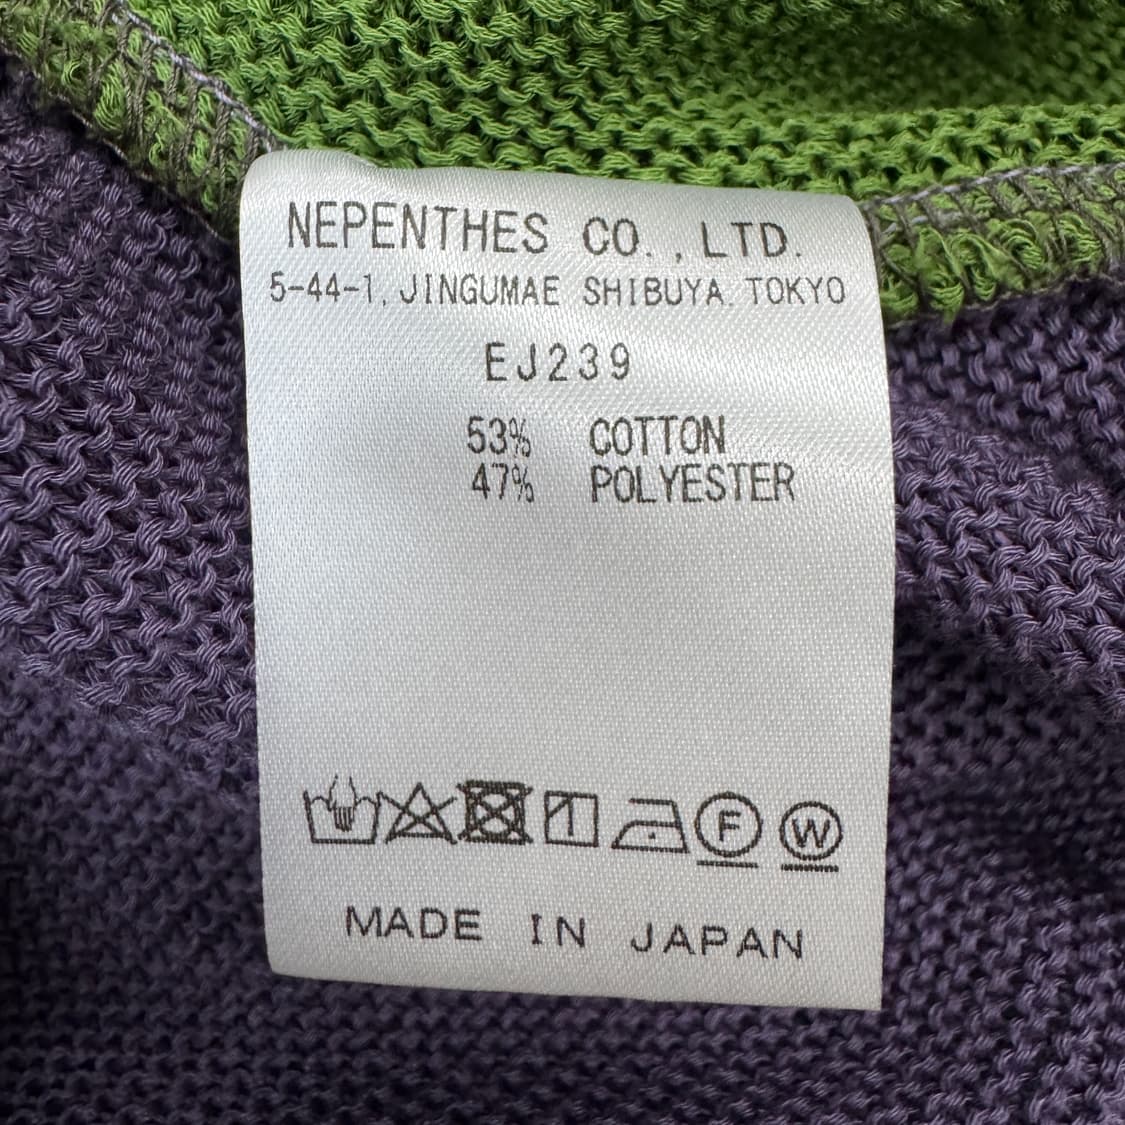 NEPENTHES CO., LTD.
5-44-1, JINGUMAE SHIBUYA. TOKYO
EJ239
53% COTTON
47% POLYESTER
F W
MADE IN JAPAN